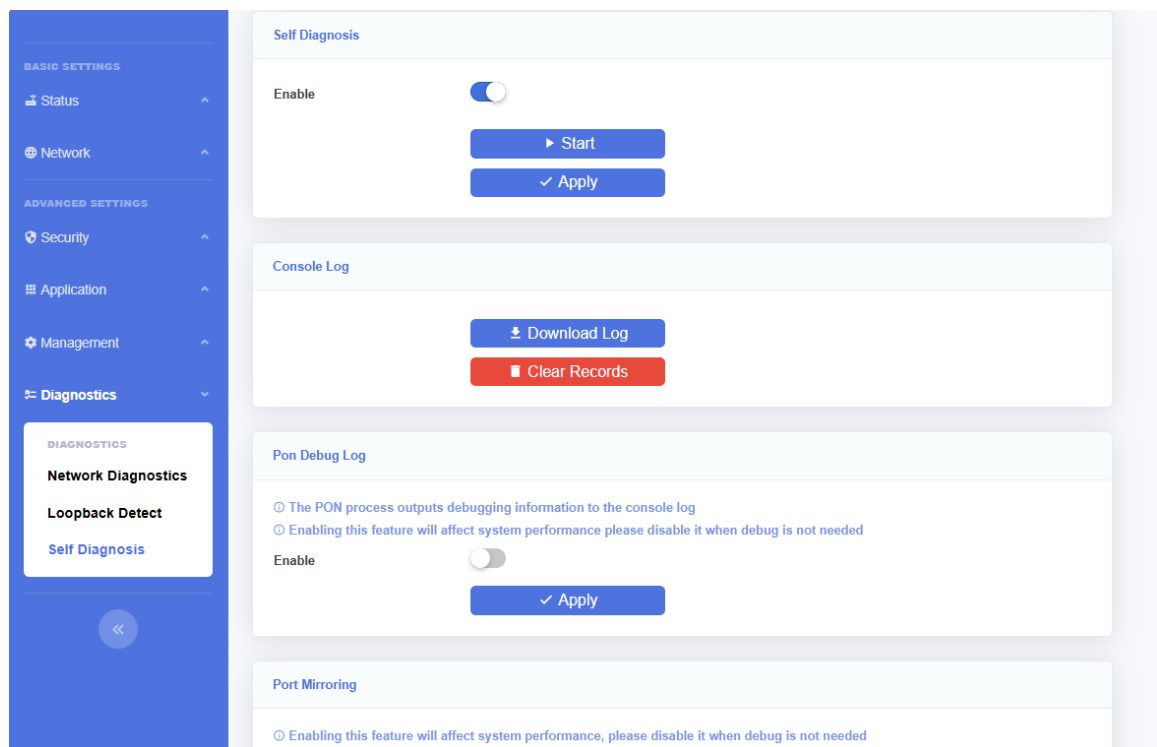 BASIC SETTINGS
Status
Network
ADVANCED SETTINGS
Security
Application
Management
Diagnostics
DIAGNOSTICS
Network Diagnostics
Loopback Detect
Self Diagnosis
Self Diagnosis
Enable
Start
Apply
Console Log
Download Log
Clear Records
Pon Debug Log
The PON process outputs debugging information to the console log
Enabling this feature will affect system performance please disable it when debug is not needed
Enable
Apply
Port Mirroring
Enabling this feature will affect system performance, please disable it when debug is not needed